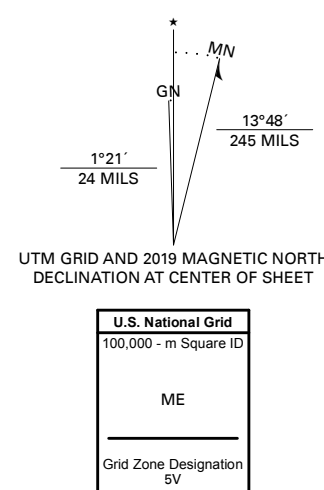 ★
MN
GN
13°48´
245 MILS
1°21´
24 MILS
UTM GRID AND 2019 MAGNETIC NORTH
DECLINATION AT CENTER OF SHEET
U.S. National Grid
100,000 - m Square ID
ME
Grid Zone Designation
5V